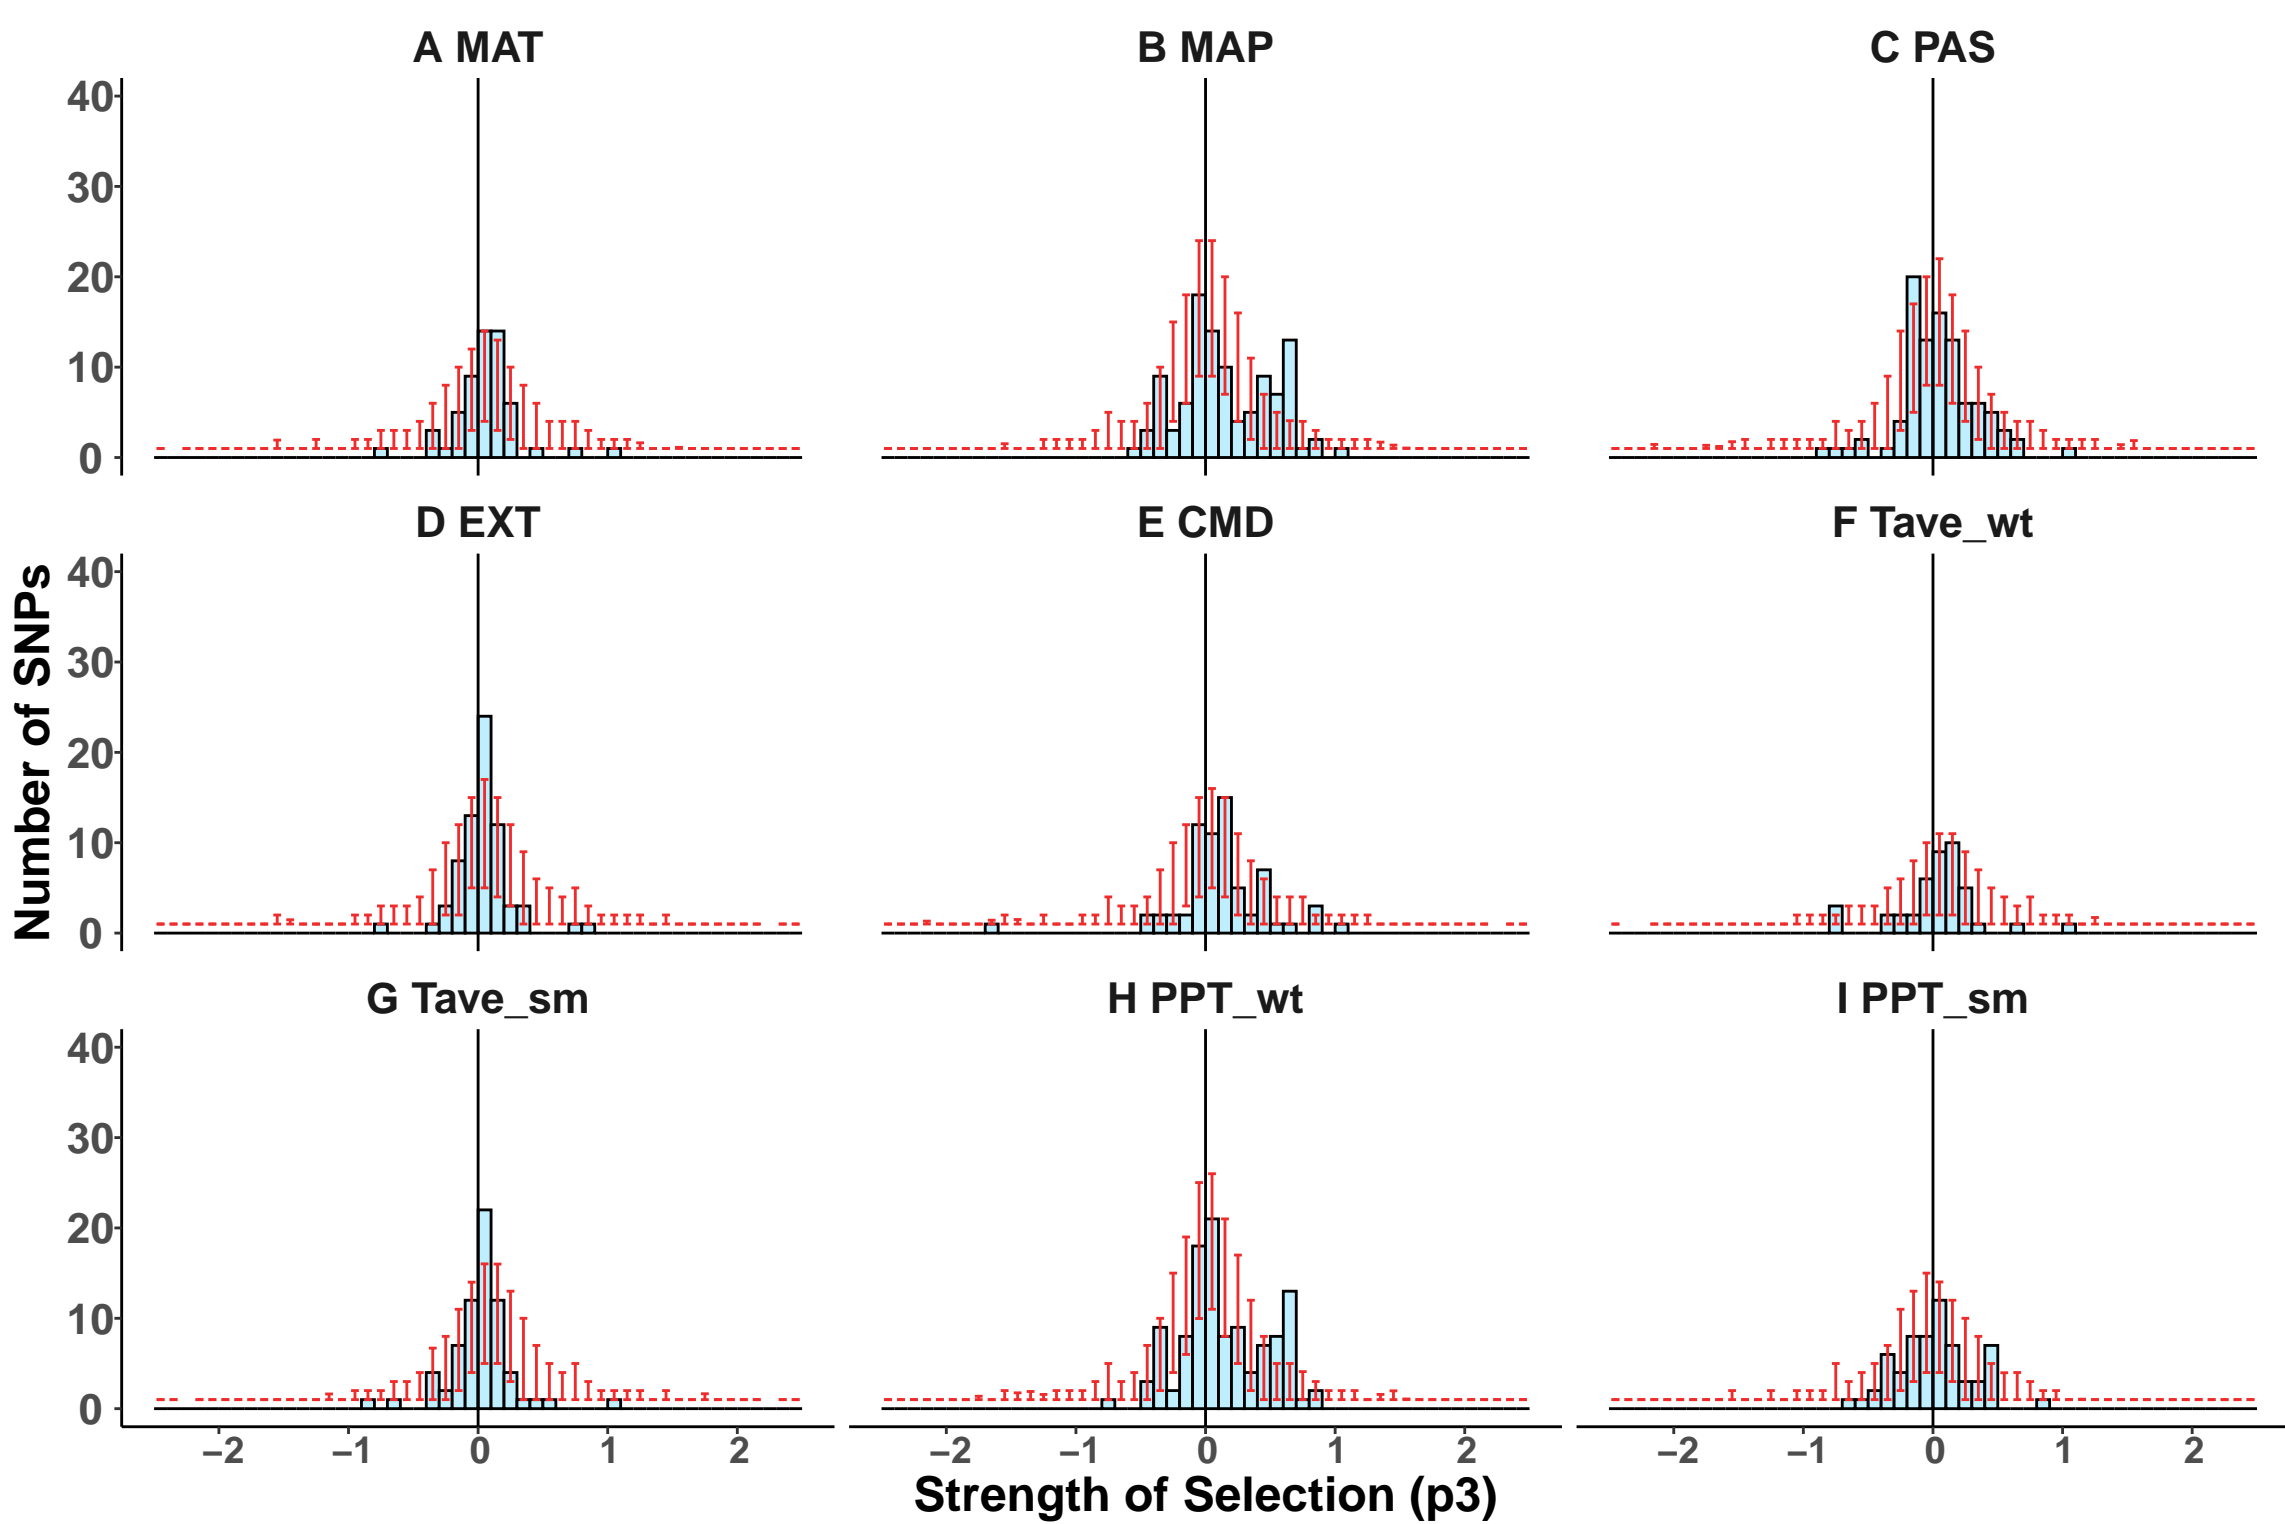 A MAT
B MAP
C PAS
40
30
20
10
0
D EXT
E CMD
F Tave_wt
40
30
20
10
0
G Tave_sm
H PPT_wt
I PPT_sm
40
30
20
10
0
Number of SNPs
−2 −1 0 1 2
−2 −1 0 1 2
−2 −1 0 1 2
Strength of Selection (p3)